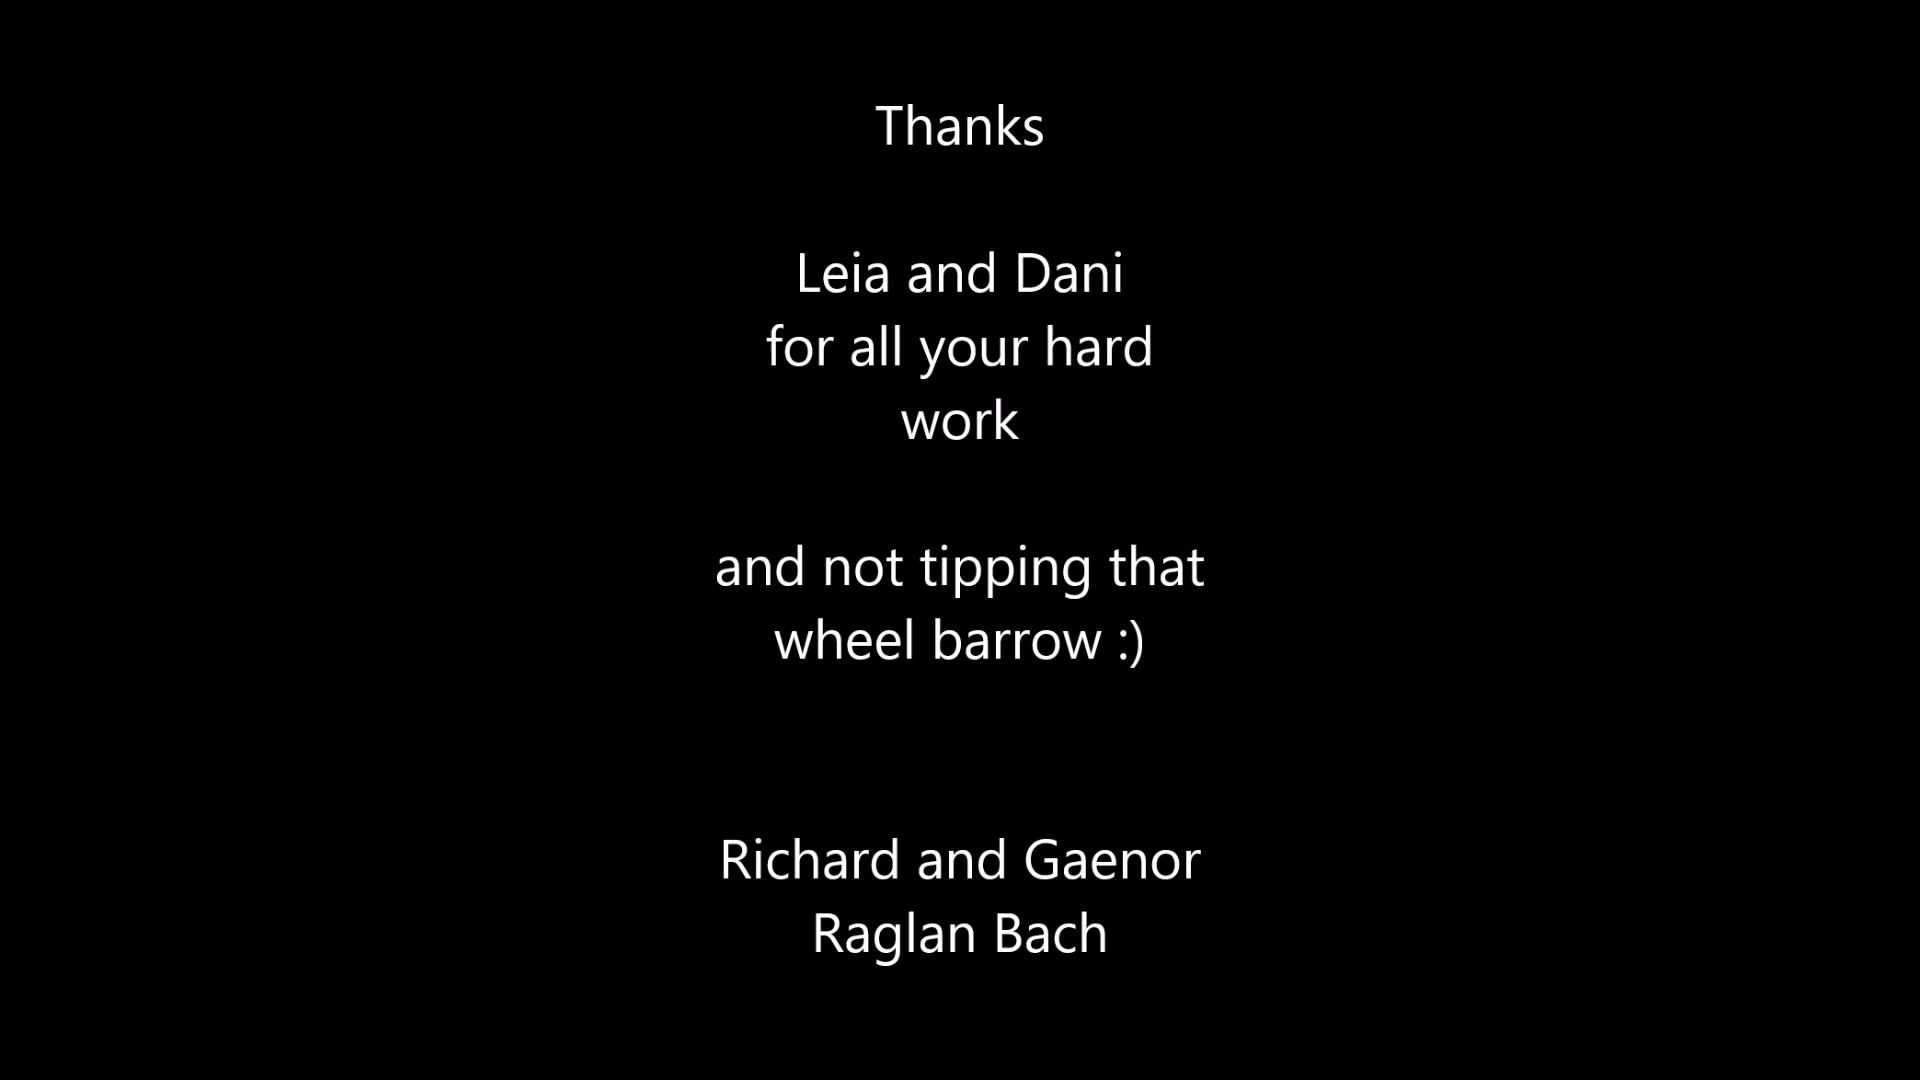 Thanks
Leia and Dani
for all your hard
work
and not tipping that
wheel barrow :)
Richard and Gaenor
Raglan Bach